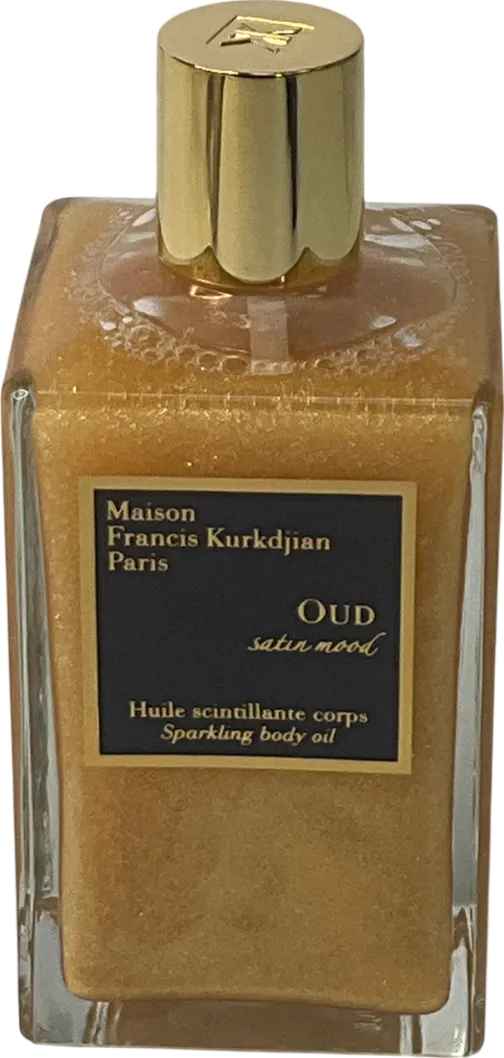 Maison
Francis Kurkdjian
Paris
OUD
satin mood
Huile scintillante corps
Sparkling body oil